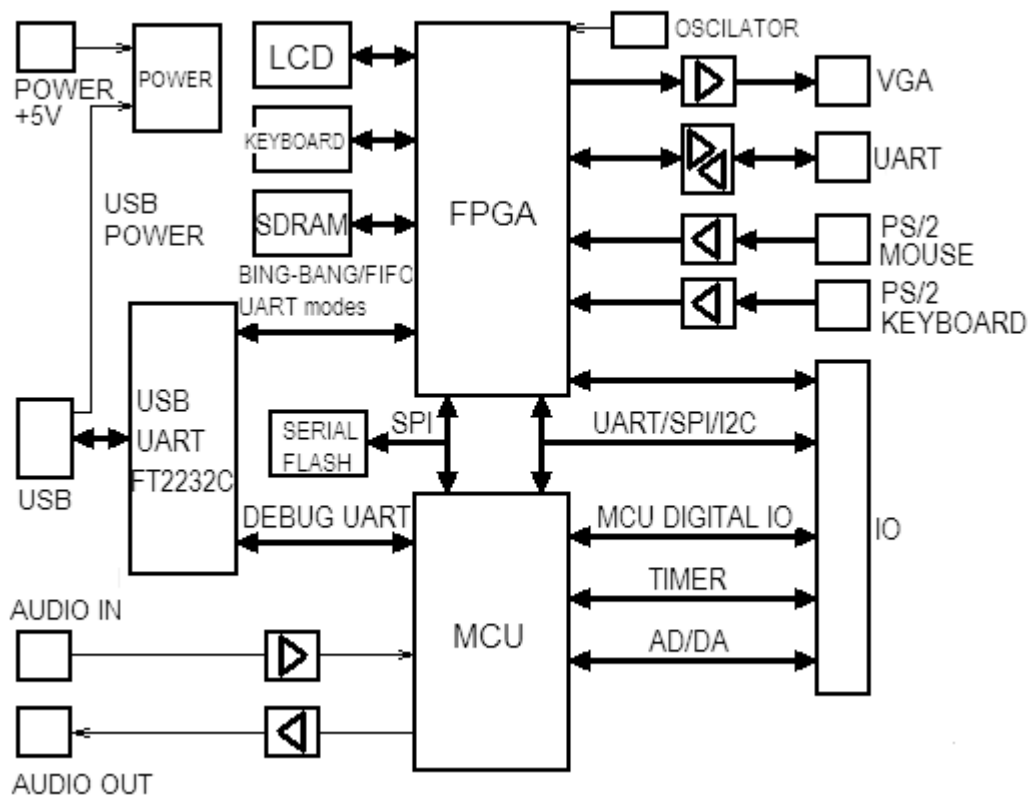 OSCILATOR
LCD
POWER
POWER
+5V
VGA
KEYBOARD
UART
USB
POWER
SDRAM
FPGA
PS/2
MOUSE
BING-BANG/FIFO
UART modes
PS/2
KEYBOARD
USB
UART
FT2232C
SPI
UART/SPI/I2C
SERIAL
FLASH
USB
DEBUG UART
MCU DIGITAL IO
IO
TIMER
AUDIO IN
MCU
AD/DA
AUDIO OUT